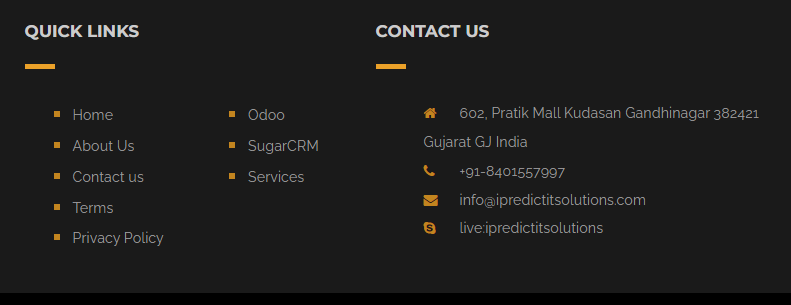 QUICK LINKS
Home
About Us
Contact us
Terms
Privacy Policy
Odoo
SugarCRM
Services
CONTACT US
602, Pratik Mall Kudasan Gandhinagar 382421
Gujarat GJ India
+91-8401557997
info@ipredictitsolutions.com
live:ipredictitsolutions